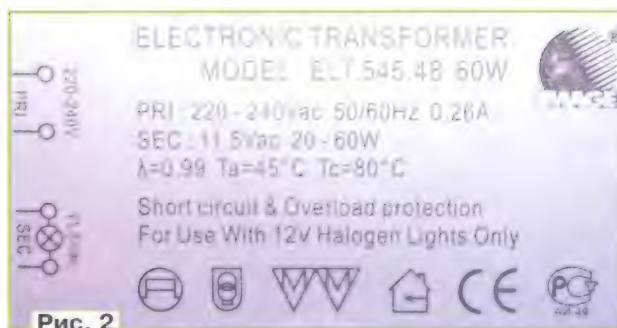 ELECTRONIC TRANSFORMER
MODEL ELT.545.48 60W
PRI : 220 - 240Vac 50/60Hz 0.26A
SEC : 11.5Vac 20 - 60W
λ=0.99 Ta=45°C Tc=80°C
Short circuit & Overload protection
For Use With 12V Halogen Lights Only
PRI
220-240V
SEC
CE
Рис. 2